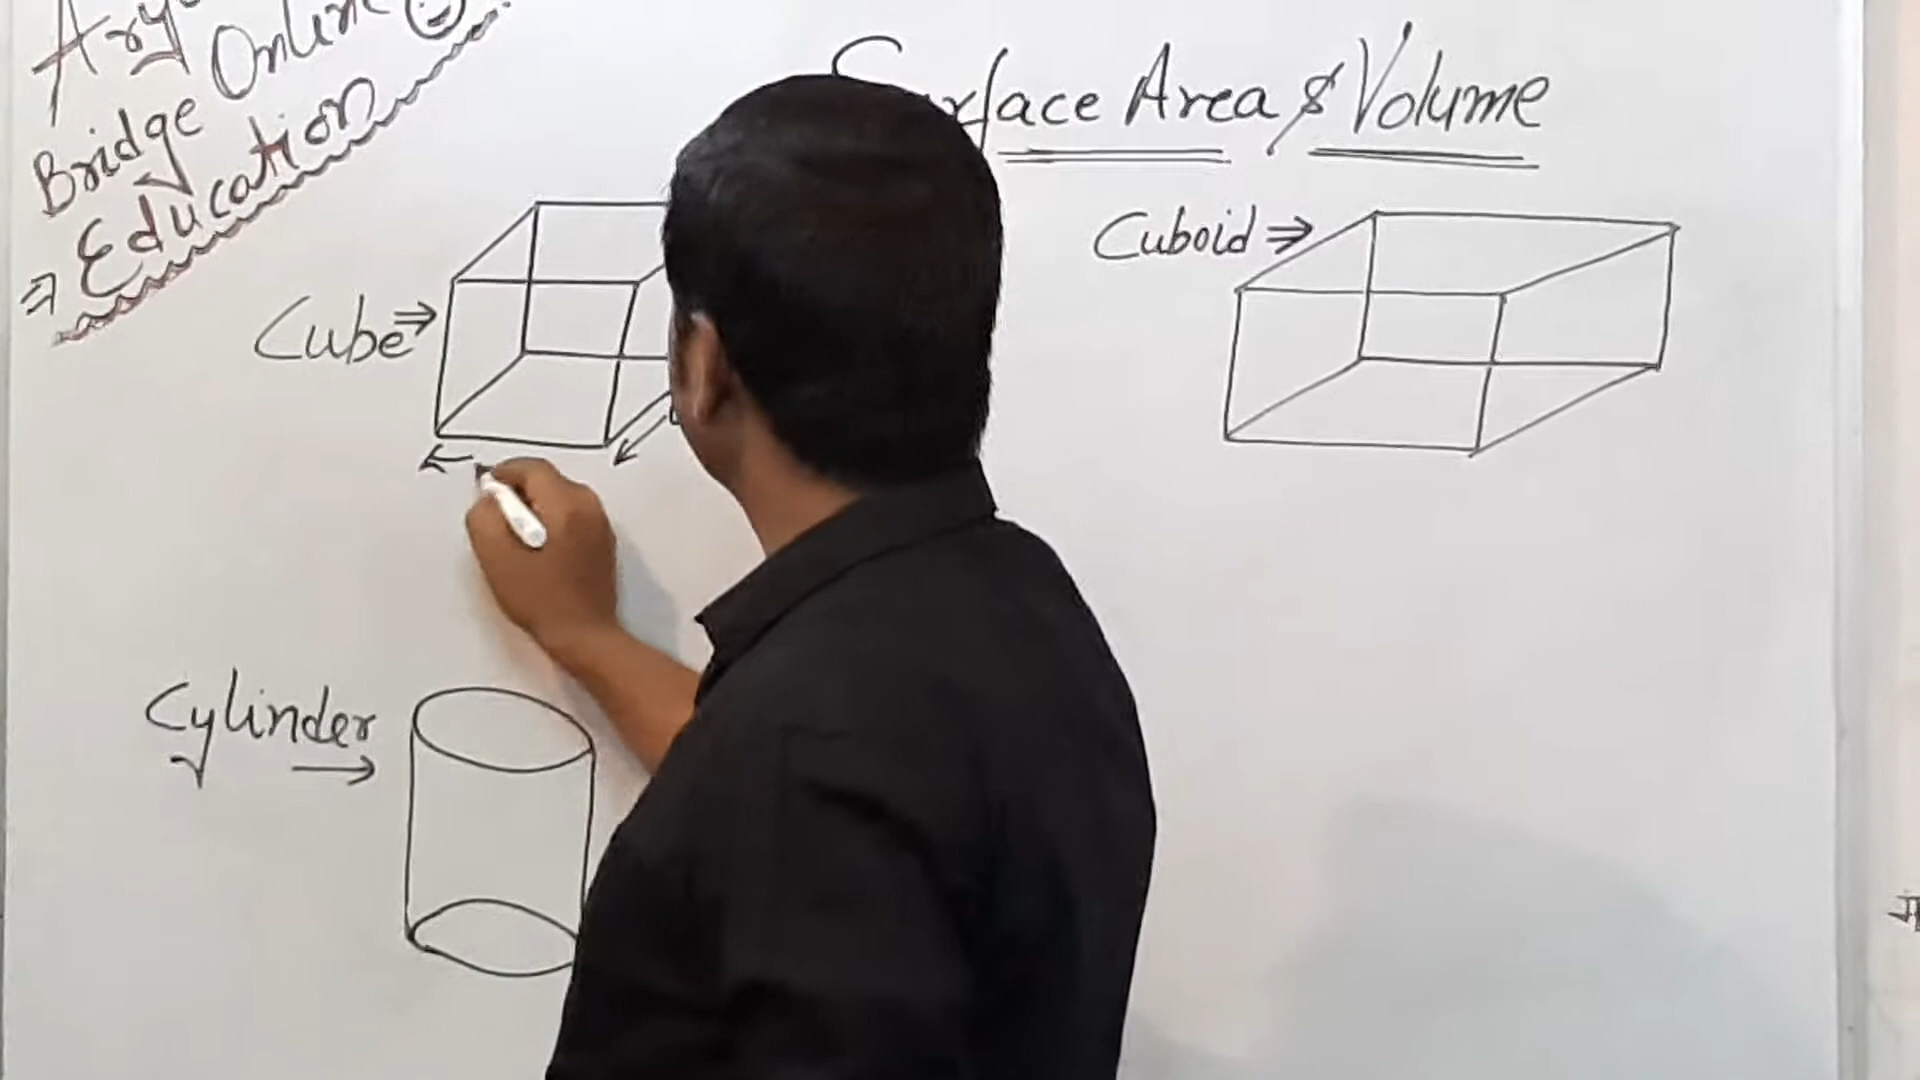 Online
Bridge
⇒ Education
Surface Area & Volume
Cube ⇒
Cuboid ⇒
Cylinder →